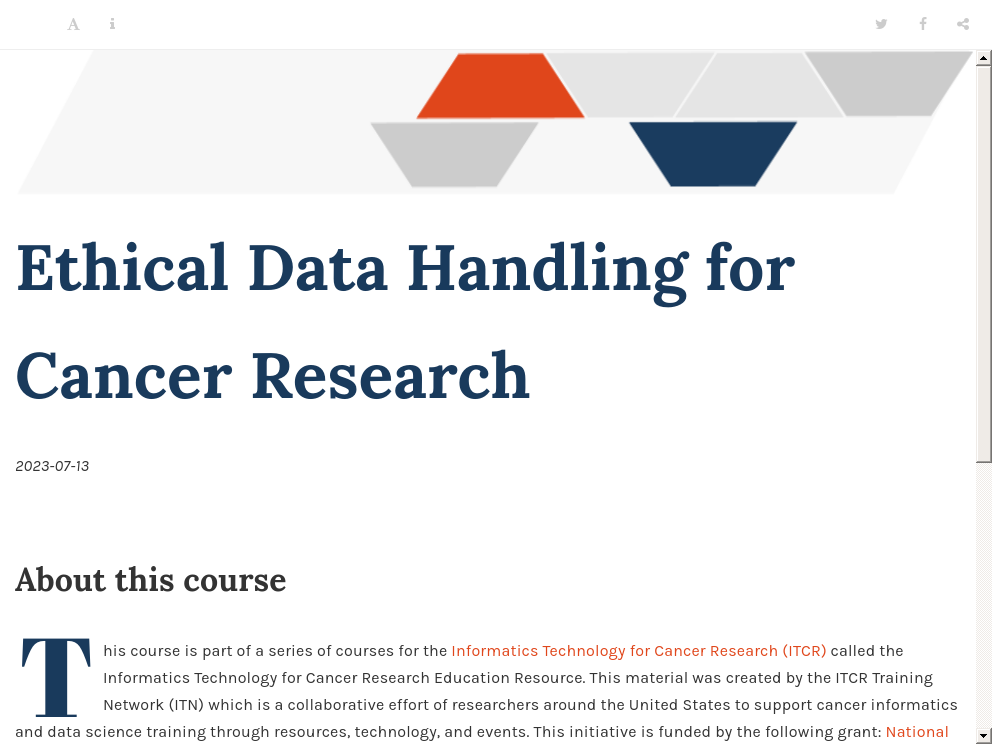 A i
Ethical Data Handling for
Cancer Research
2023-07-13
About this course
This course is part of a series of courses for the Informatics Technology for Cancer Research (ITCR) called the
Informatics Technology for Cancer Research Education Resource. This material was created by the ITCR Training
Network (ITN) which is a collaborative effort of researchers around the United States to support cancer informatics
and data science training through resources, technology, and events. This initiative is funded by the following grant: National